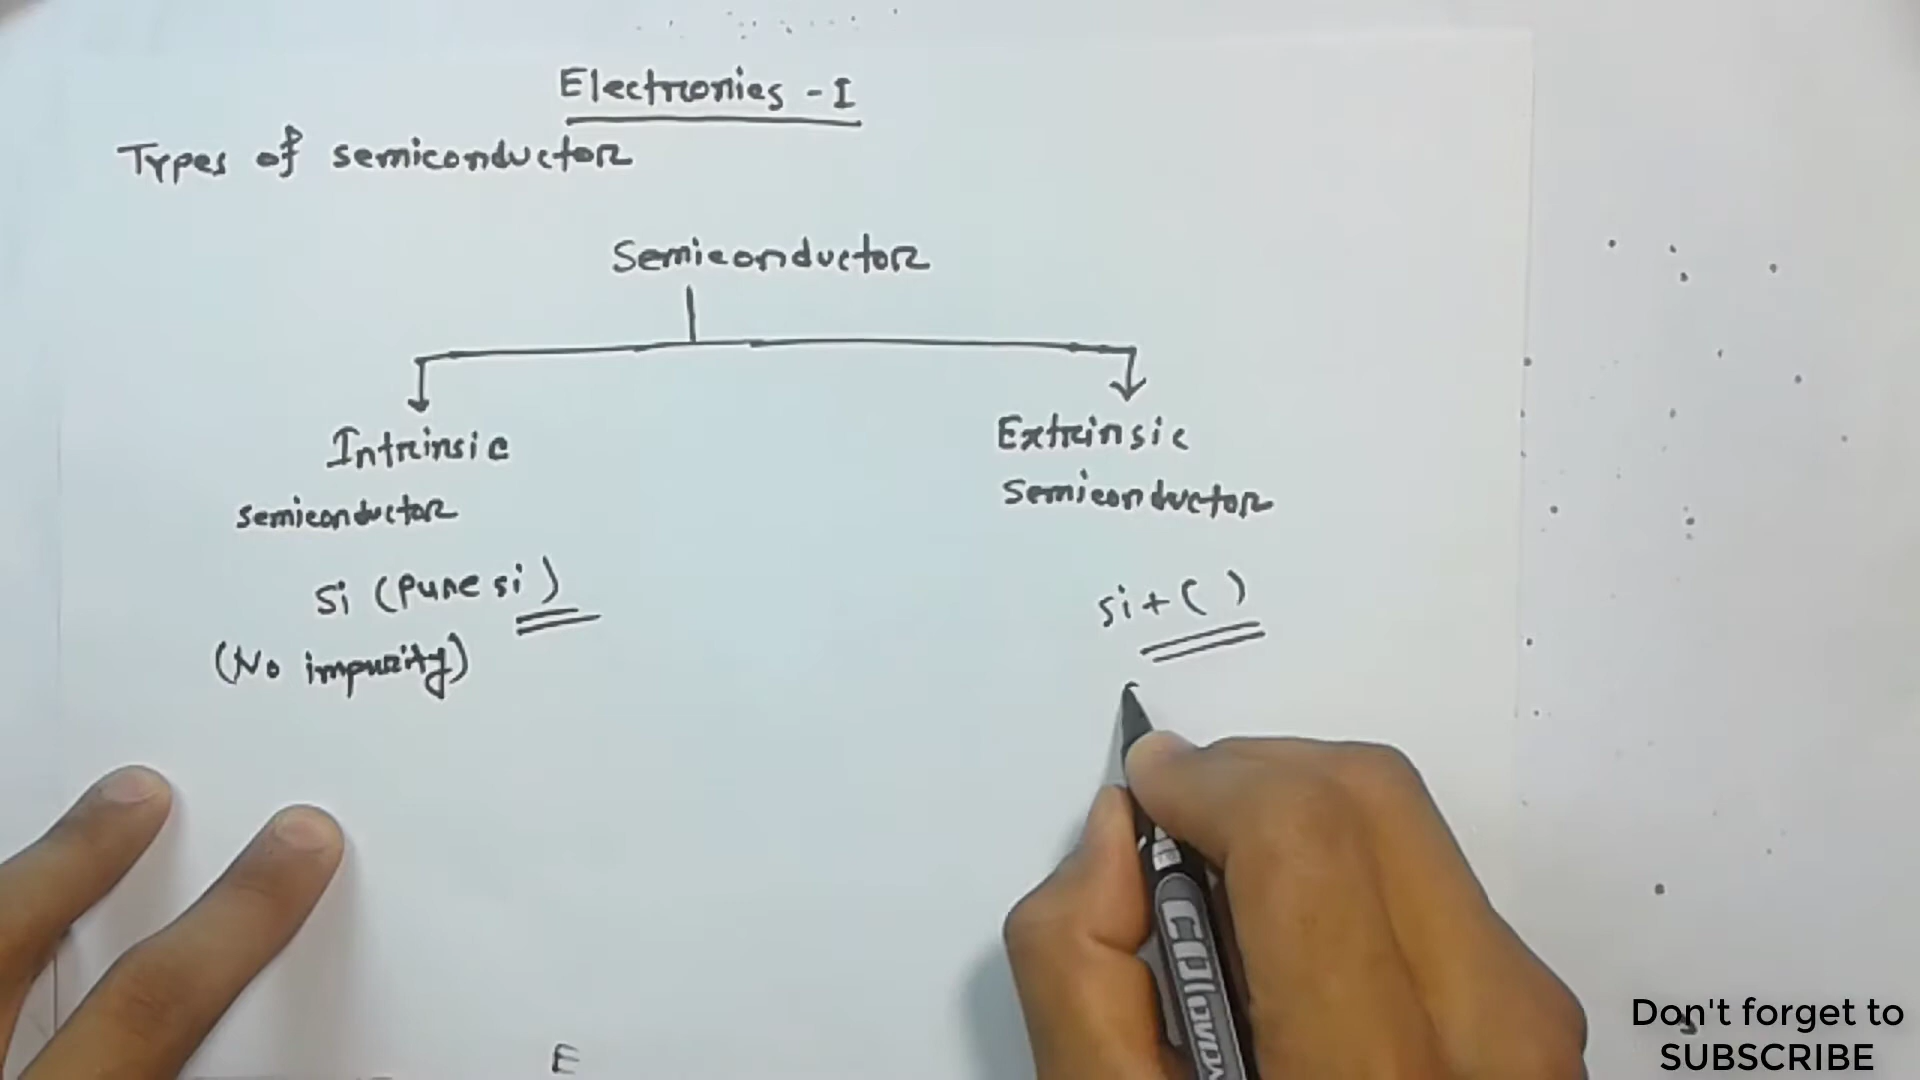 Electronics - I
Types of semiconductor
Semiconductor
Intrinsic
semiconductor
Extrinsic
Semiconductor
Si (pure si)
(No impurity)
si + ( )
E
Don't forget to
SUBSCRIBE